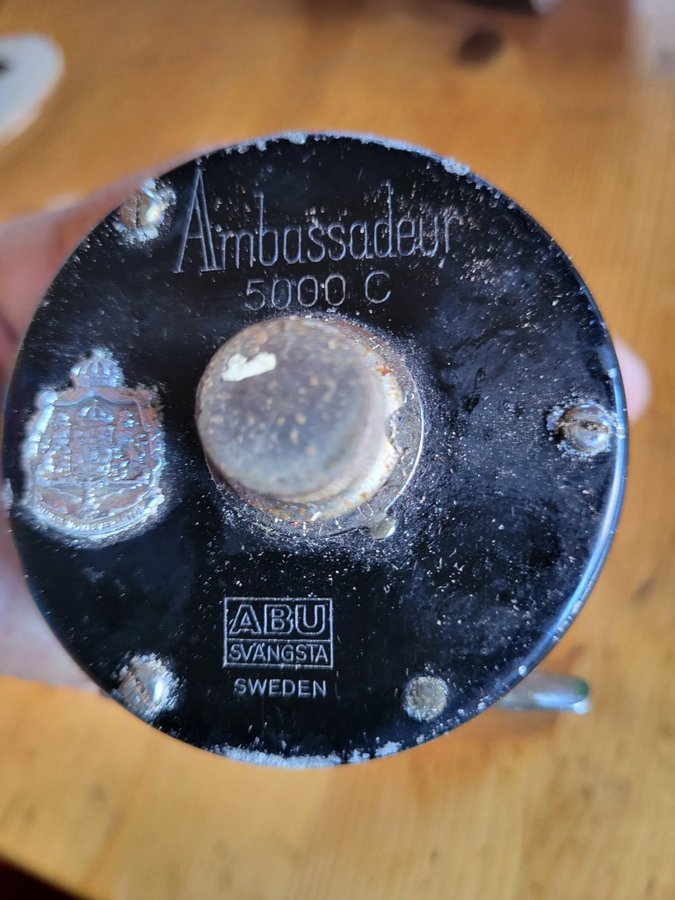 Ambassadeur
5000 C
ABU
SVÄNGSTA
SWEDEN